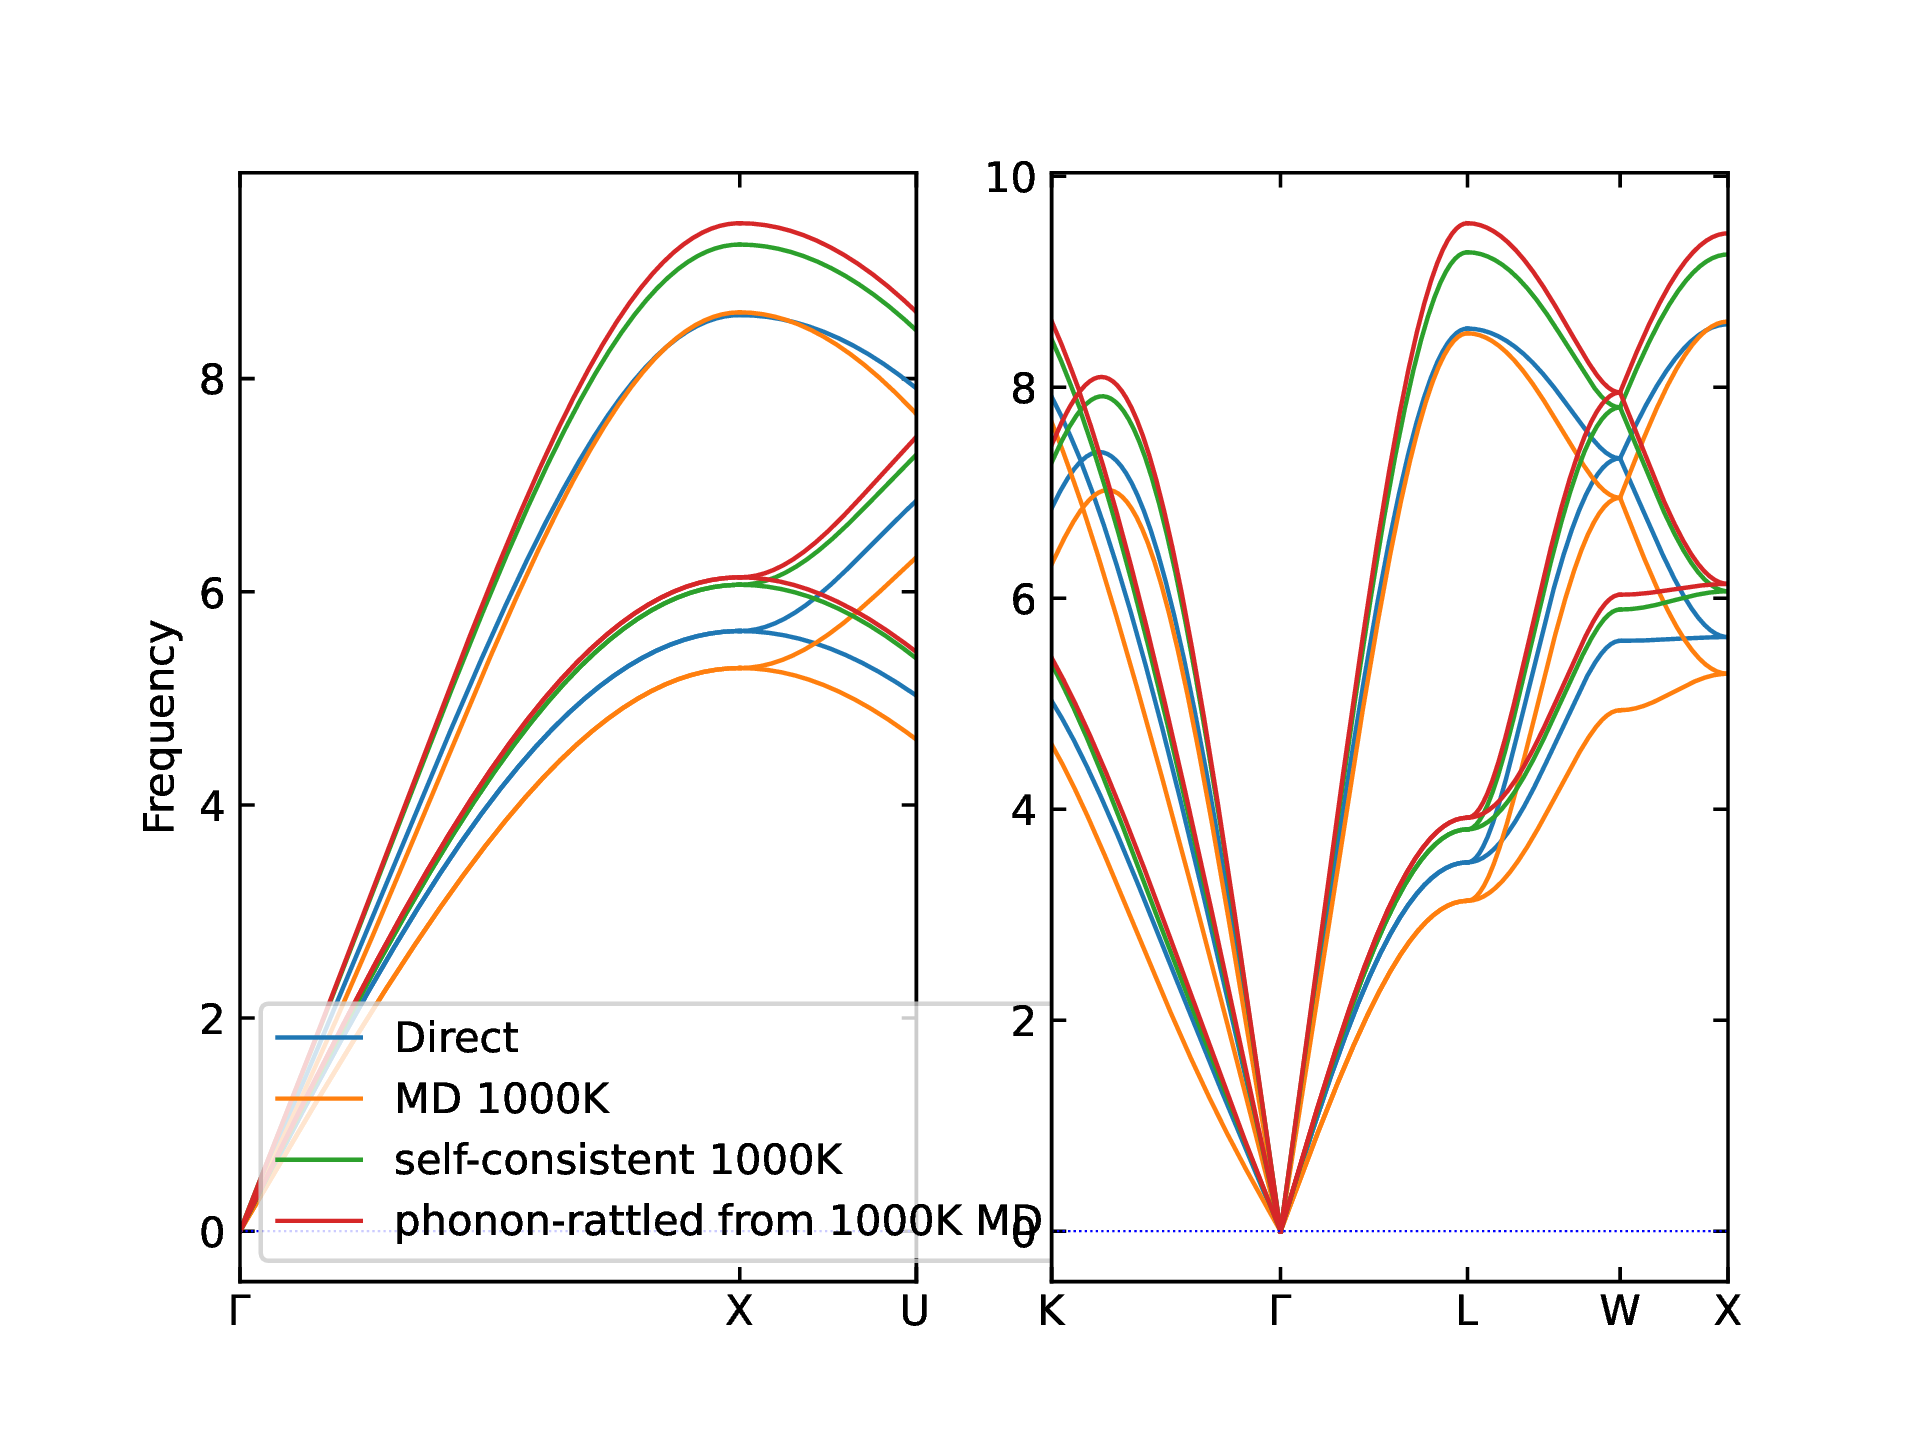 Frequency
8
6
4
2
0
Γ
X
U
Direct
MD 1000K
self-consistent 1000K
phonon-rattled from 1000K MD
10
8
6
4
2
0
K
Γ
L
W
X